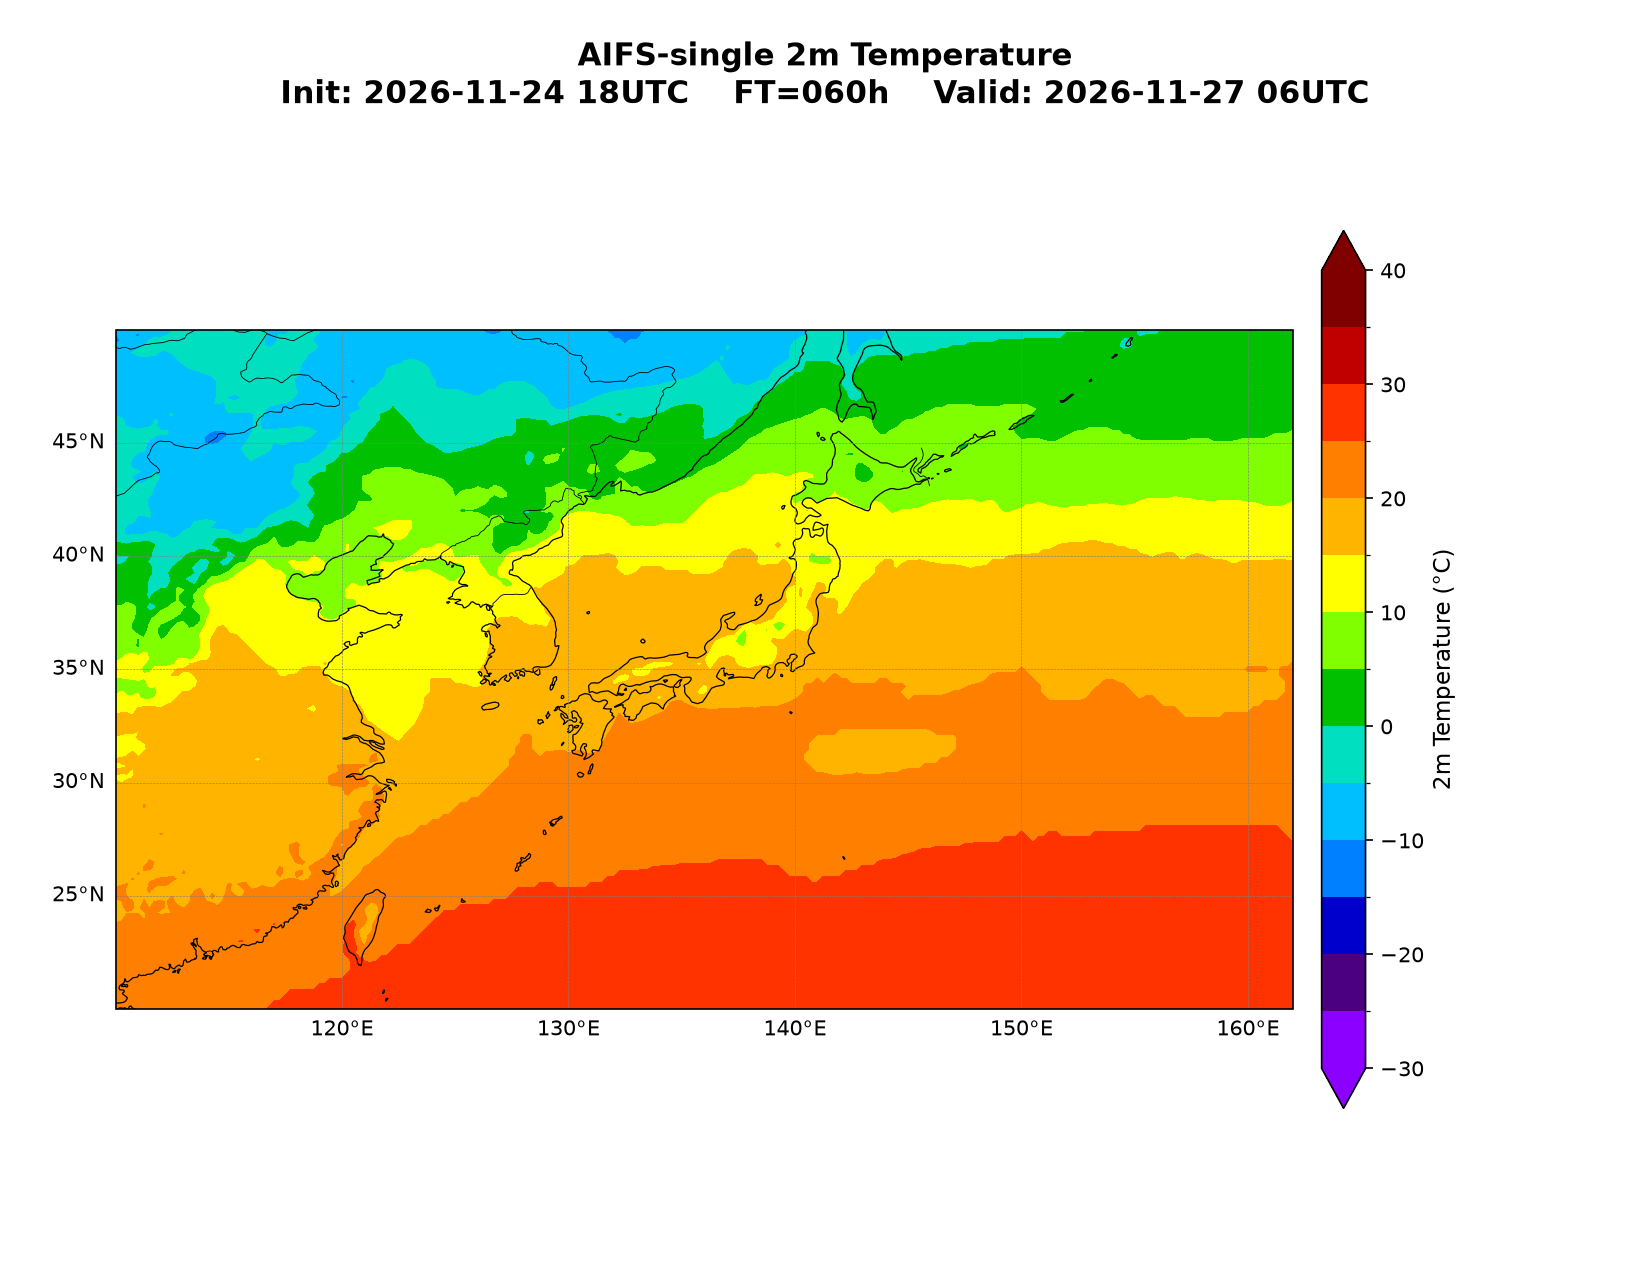 AIFS-single 2m Temperature
Init: 2026-11-24 18UTC    FT=060h    Valid: 2026-11-27 06UTC
45°N
40°N
35°N
30°N
25°N
120°E
130°E
140°E
150°E
160°E
40
30
20
10
0
−10
−20
−30
2m Temperature (°C)